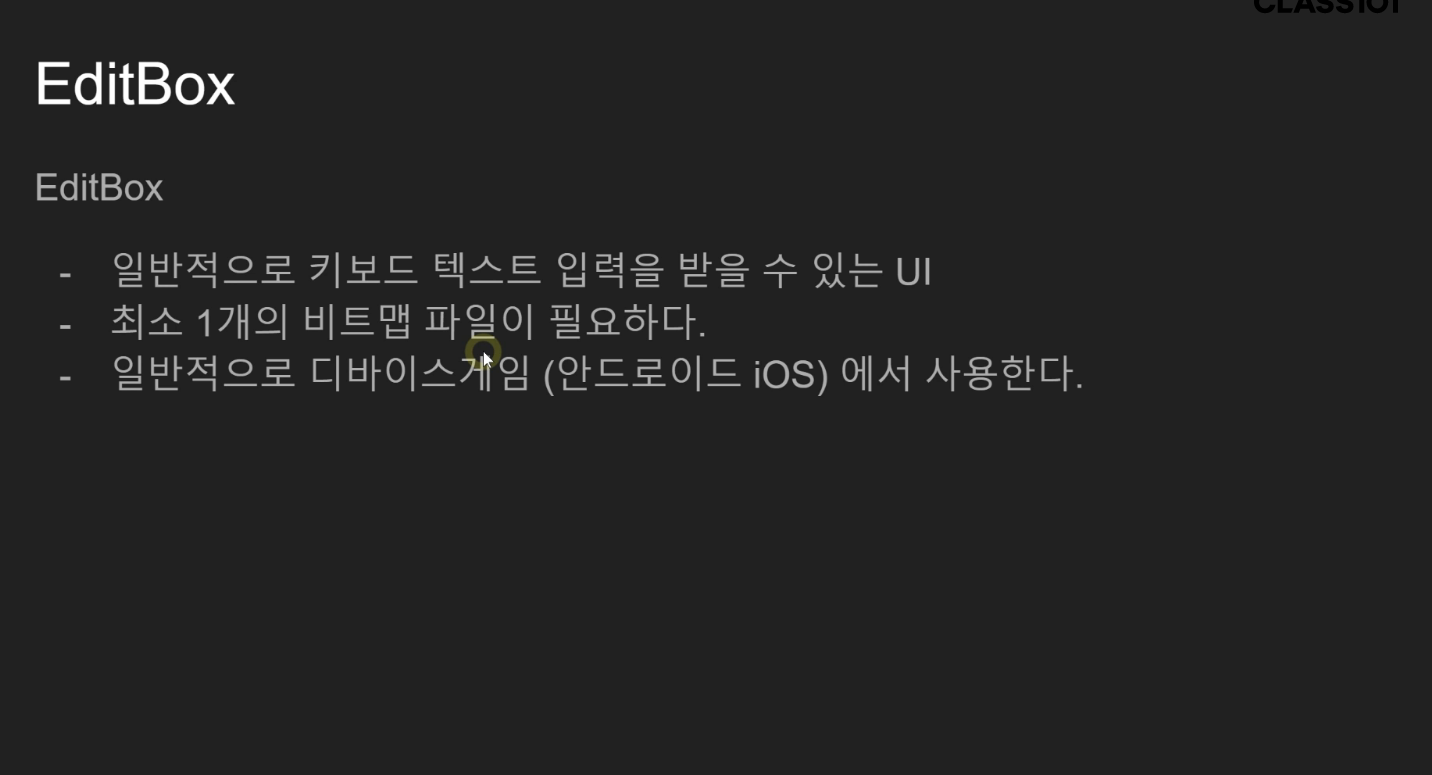 CLASS101
EditBox
EditBox
- 일반적으로 키보드 텍스트 입력을 받을 수 있는 UI
- 최소 1개의 비트맵 파일이 필요하다.
- 일반적으로 디바이스게임 (안드로이드 iOS) 에서 사용한다.